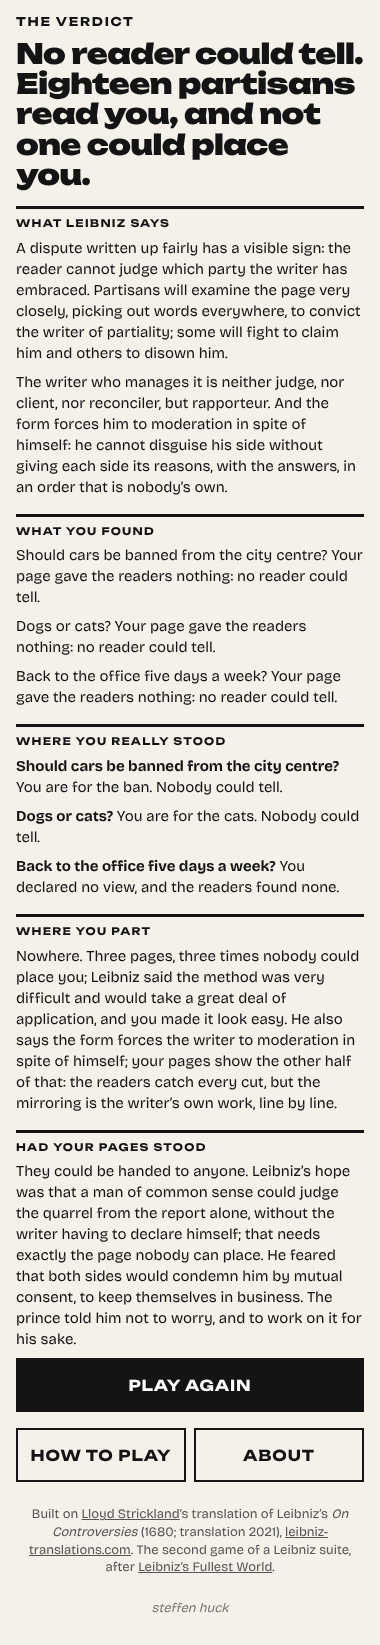 THE VERDICT
No reader could tell.
Eighteen partisans
read you, and not
one could place
you.
WHAT LEIBNIZ SAYS
A dispute written up fairly has a visible sign: the
reader cannot judge which party the writer has
embraced. Partisans will examine the page very
closely, picking out words everywhere, to convict
the writer of partiality; some will fight to claim
him and others to disown him.
The writer who manages it is neither judge, nor
client, nor reconciler, but rapporteur. And the
form forces him to moderation in spite of
himself: he cannot disguise his side without
giving each side its reasons, with the answers, in
an order that is nobody's own.
WHAT YOU FOUND
Should cars be banned from the city centre? Your
page gave the readers nothing: no reader could
tell.
Dogs or cats? Your page gave the readers
nothing: no reader could tell.
Back to the office five days a week? Your page
gave the readers nothing: no reader could tell.
WHERE YOU REALLY STOOD
Should cars be banned from the city centre?
You are for the ban. Nobody could tell.
Dogs or cats? You are for the cats. Nobody could
tell.
Back to the office five days a week? You
declared no view, and the readers found none.
WHERE YOU PART
Nowhere. Three pages, three times nobody could
place you; Leibniz said the method was very
difficult and would take a great deal of
application, and you made it look easy. He also
says the form forces the writer to moderation in
spite of himself; your pages show the other half
of that: the readers catch every cut, but the
mirroring is the writer's own work, line by line.
HAD YOUR PAGES STOOD
They could be handed to anyone. Leibniz's hope
was that a man of common sense could judge
the quarrel from the report alone, without the
writer having to declare himself; that needs
exactly the page nobody can place. He feared
that both sides would condemn him by mutual
consent, to keep themselves in business. The
prince told him not to worry, and to work on it for
his sake.
PLAY AGAIN
HOW TO PLAY
ABOUT
Built on Lloyd Strickland's translation of Leibniz's On
Controversies (1680; translation 2021), leibniz-
translations.com. The second game of a Leibniz suite,
after Leibniz's Fullest World.
steffen huck